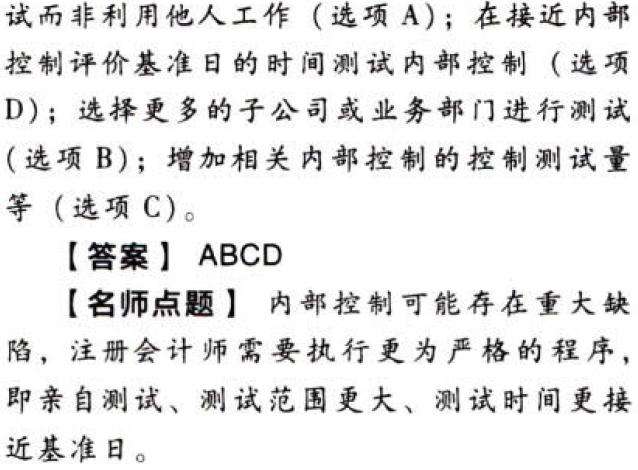 试而非利用他人工作（选项 A）；在接近内部
控制评价基准日的时间测试内部控制（选项
D）；选择更多的子公司或业务部门进行测试
（选项 B）；增加相关内部控制的控制测试量
等（选项 C）。
【答案】 ABCD
【名师点题】 内部控制可能存在重大缺
陷，注册会计师需要执行更为严格的程序，
即亲自测试、测试范围更大、测试时间更接
近基准日。